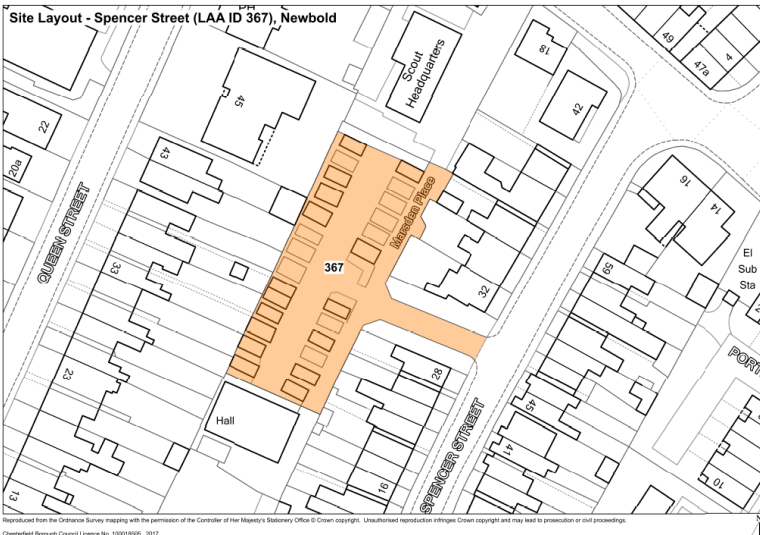 Site Layout - Spencer Street (LAA ID 367), Newbold
PH
49
47a
4
18
Scout
Headquarters
42
22
45
20a
43
16
14
QUEEN STREET
Marsden Place
El
Sub
Sta
33
367
59
32
PORT
23
28
45
Hall
41
SPENCER STREET
10
16
13
Reproduced from the Ordnance Survey mapping with the permission of the Controller of Her Majesty's Stationery Office © Crown copyright. Unauthorised reproduction infringes Crown copyright and may lead to prosecution or civil proceedings.
Chesterfield Borough Council Licence No. 100018505. 2017